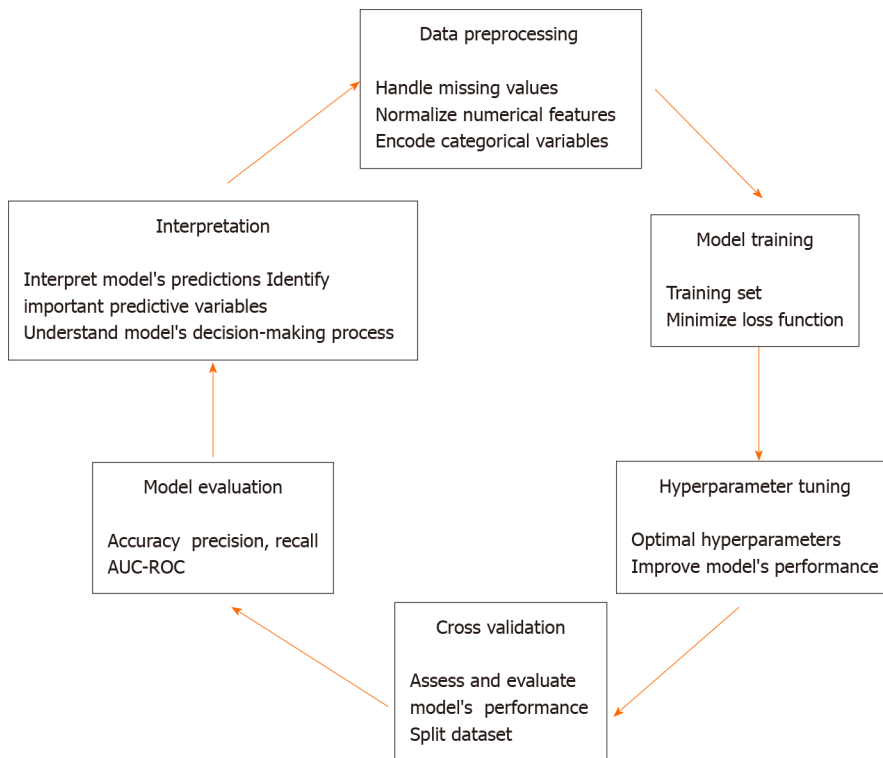 Data preprocessing
Handle missing values
Normalize numerical features
Encode categorical variables
Model training
Training set
Minimize loss function
Hyperparameter tuning
Optimal hyperparameters
Improve model's performance
Cross validation
Assess and evaluate
model's performance
Split dataset
Model evaluation
Accuracy precision, recall
AUC-ROC
Interpretation
Interpret model's predictions Identify
important predictive variables
Understand model's decision-making process